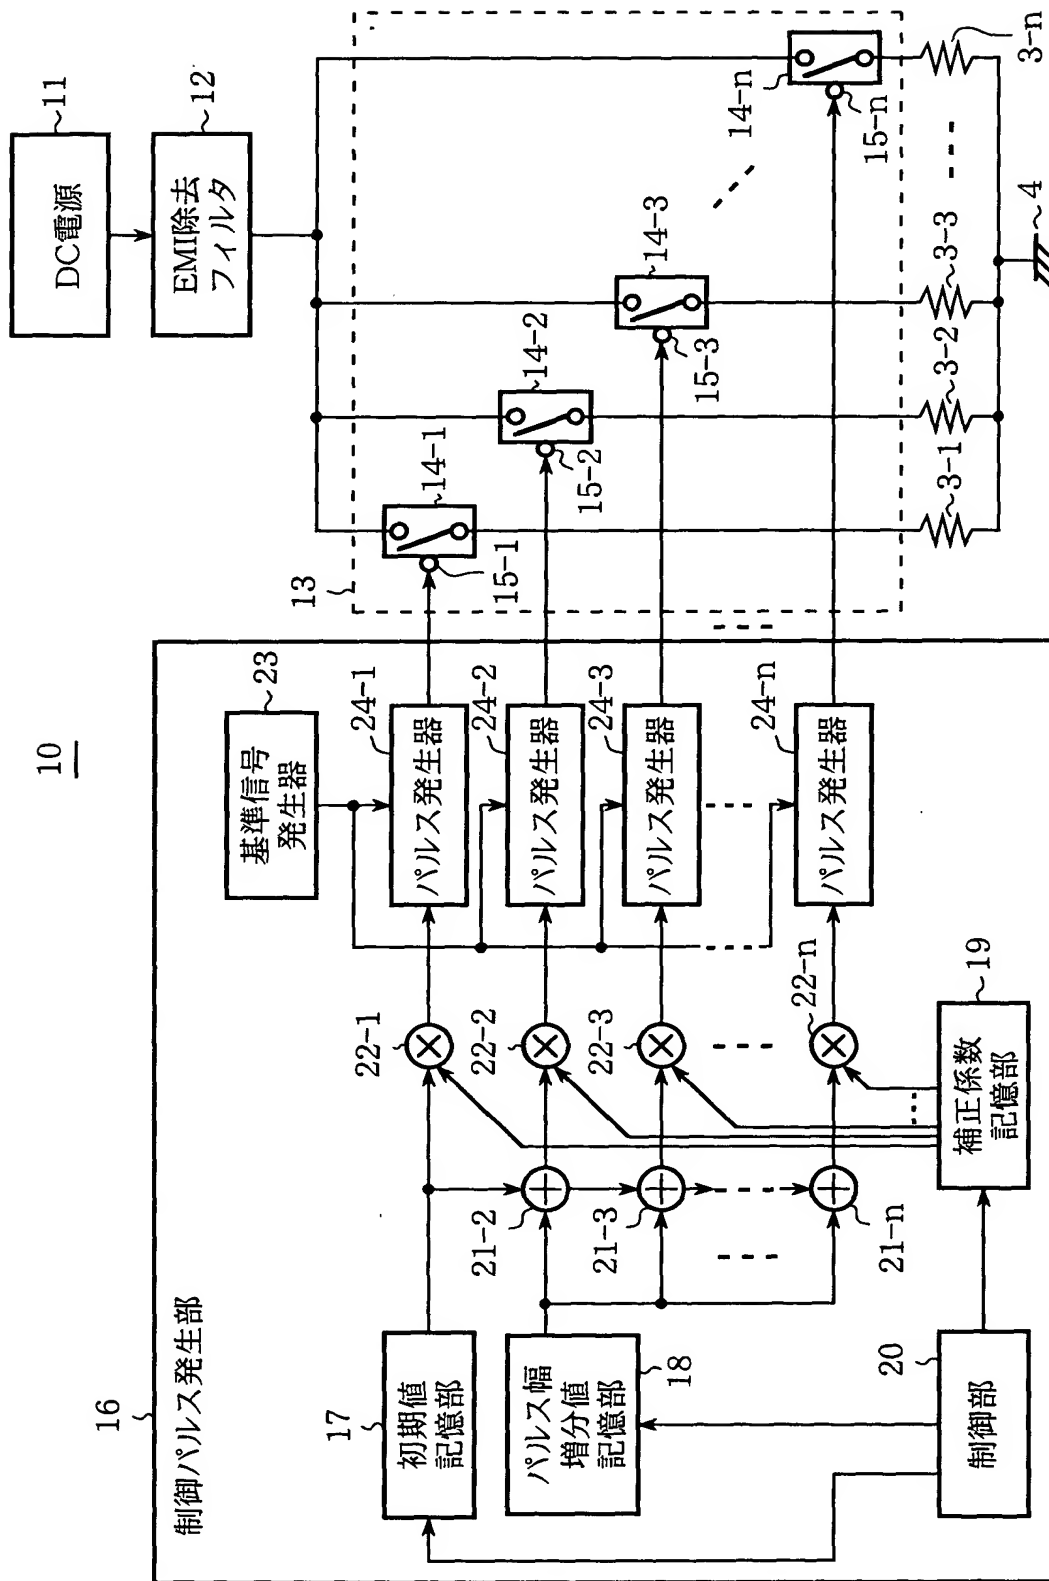 10
16
制御パルス発生部
17
初期値
記憶部
パルス幅
増分値
記憶部
18
20
制御部
補正係数
記憶部
19
21-2
21-3
21-n
22-1
22-2
22-3
22-n
基準信号
発生器
23
24-1
パルス発生器
24-2
パルス発生器
24-3
パルス発生器
24-n
パルス発生器
DC電源
11
EMI除去
フィルタ
12
13
14-1
15-1
14-2
15-2
14-3
15-3
14-n
15-n
3-1
3-2
3-3
3-n
4